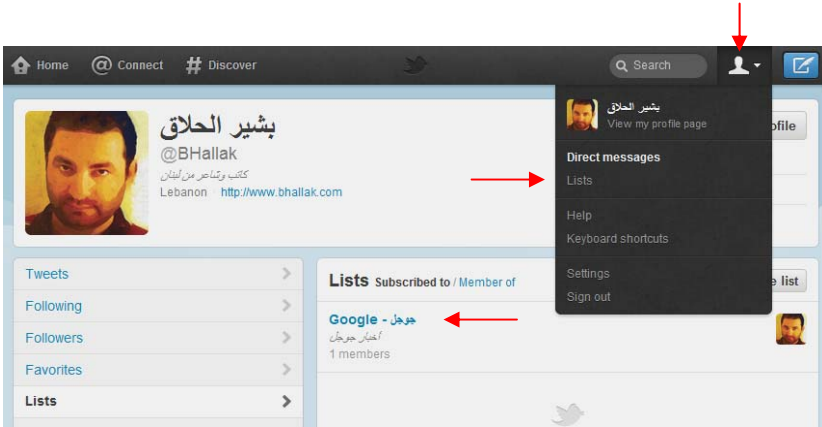 Home @ Connect # Discover Search
بشير الحلاق
@BHallak
كاتب وشاعر من لبنان
Lebanon http://www.bhallak.com
ofile
بشير الحلاق
View my profile page
Direct messages
Lists
Help
Keyboard shortcuts
Settings
Sign out
Tweets
Following
Followers
Favorites
Lists
Lists Subscribed to / Member of
e list
Google - جوجل
أخبار جوجل
1 members